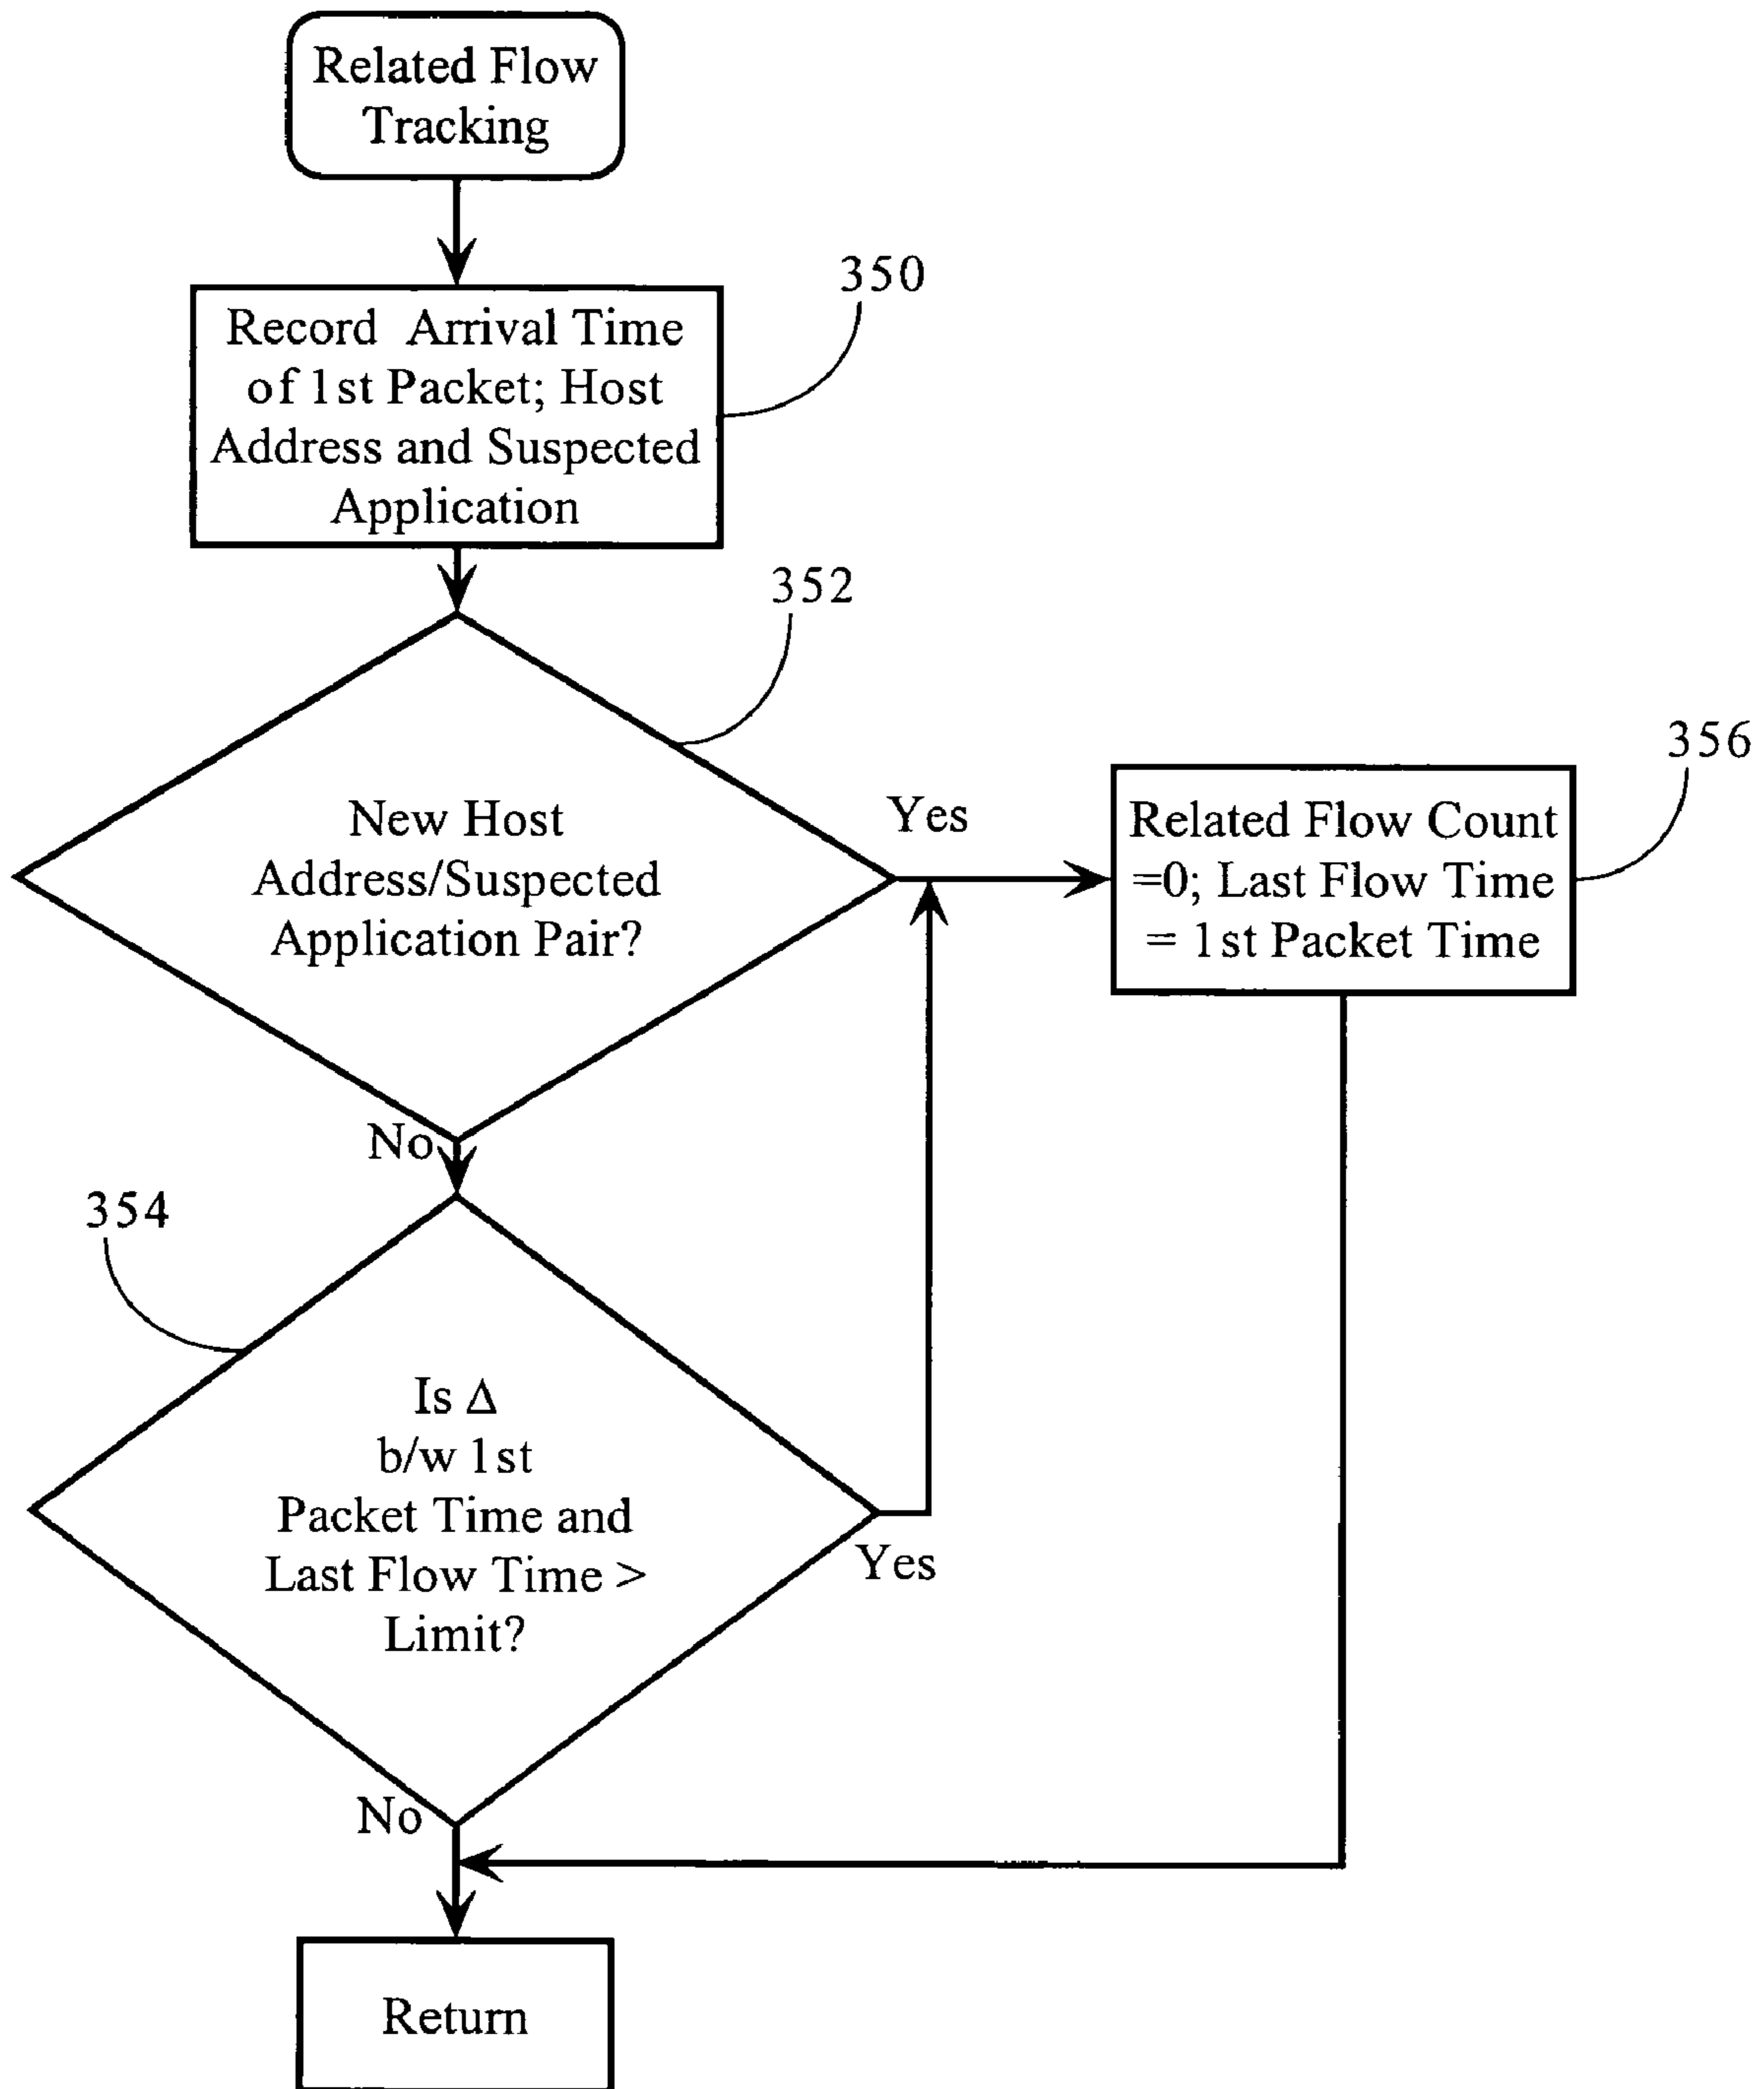 Related Flow
Tracking
350
Record Arrival Time
of 1st Packet; Host
Address and Suspected
Application
352
New Host
Address/Suspected
Application Pair?
Yes
356
Related Flow Count
=0; Last Flow Time
= 1st Packet Time
No
354
Is Δ
b/w 1st
Packet Time and
Last Flow Time >
Limit?
Yes
No
Return